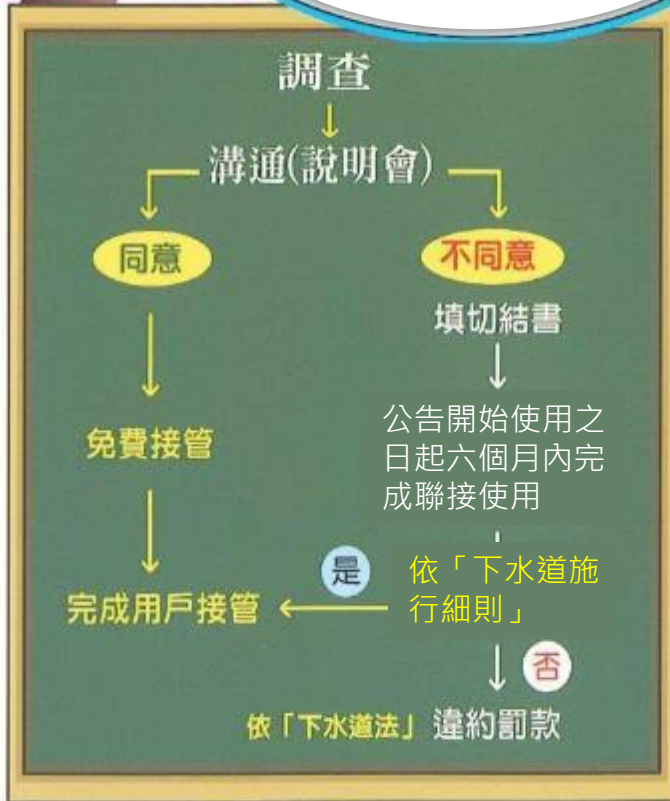 調查
溝通(說明會)
同意
不同意
填切結書
免費接管
公告開始使用之
日起六個月內完
成聯接使用
是
依「下水道施
行細則」
完成用戶接管
否
依「下水道法」違約罰款